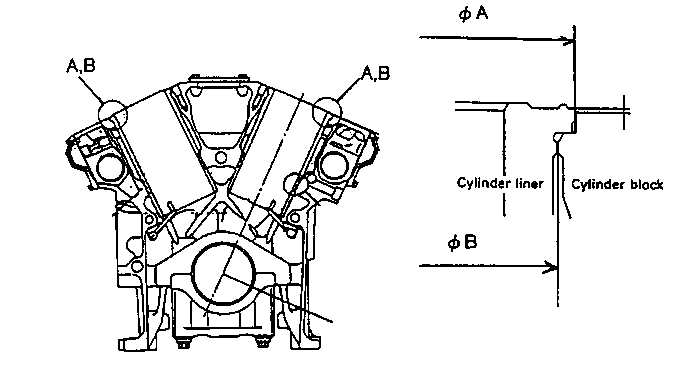 φA
A,B
A,B
Cylinder liner
Cylinder block
φB